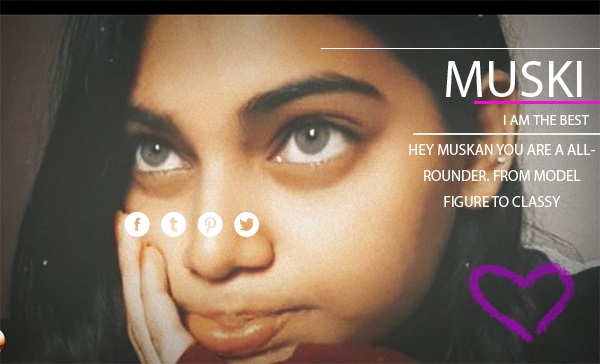 MUSKI
I AM THE BEST
HEY MUSKAN YOU ARE A ALL-
ROUNDER. FROM MODEL
FIGURE TO CLASSY